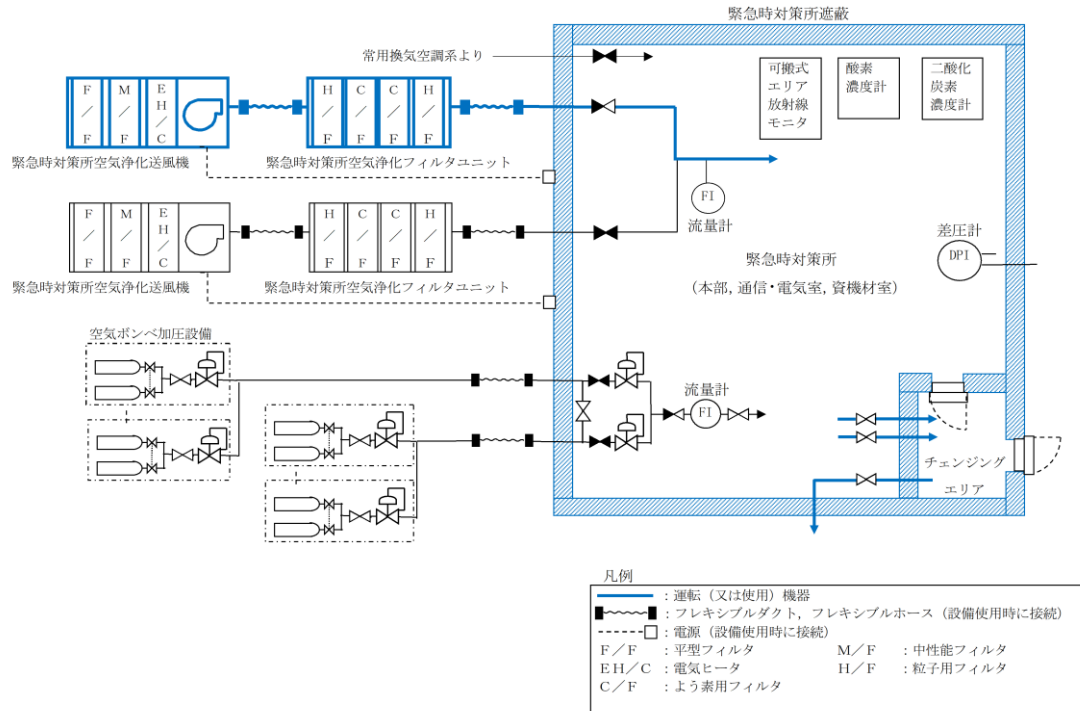 緊急時対策所遮蔽
常用換気空調系より
可搬式
エリア
放射線
モニタ
酸素
濃度計
二酸化
炭素
濃度計
F/F
M/F
EH/C
H/F
C/F
C/F
H/F
緊急時対策所空気浄化送風機
緊急時対策所空気浄化フィルタユニット
FI
流量計
F/F
M/F
EH/C
H/F
C/F
C/F
H/F
緊急時対策所空気浄化送風機
緊急時対策所空気浄化フィルタユニット
差圧計
DPI
緊急時対策所
(本部,通信・電気室,資機材室)
空気ボンベ加圧設備
流量計
FI
チェンジング
エリア
凡例
:運転(又は使用)機器
:フレキシブルダクト,フレキシブルホース(設備使用時に接続)
:電源(設備使用時に接続)
F/F :平型フィルタ M/F :中性能フィルタ
EH/C :電気ヒータ H/F :粒子用フィルタ
C/F :よう素用フィルタ